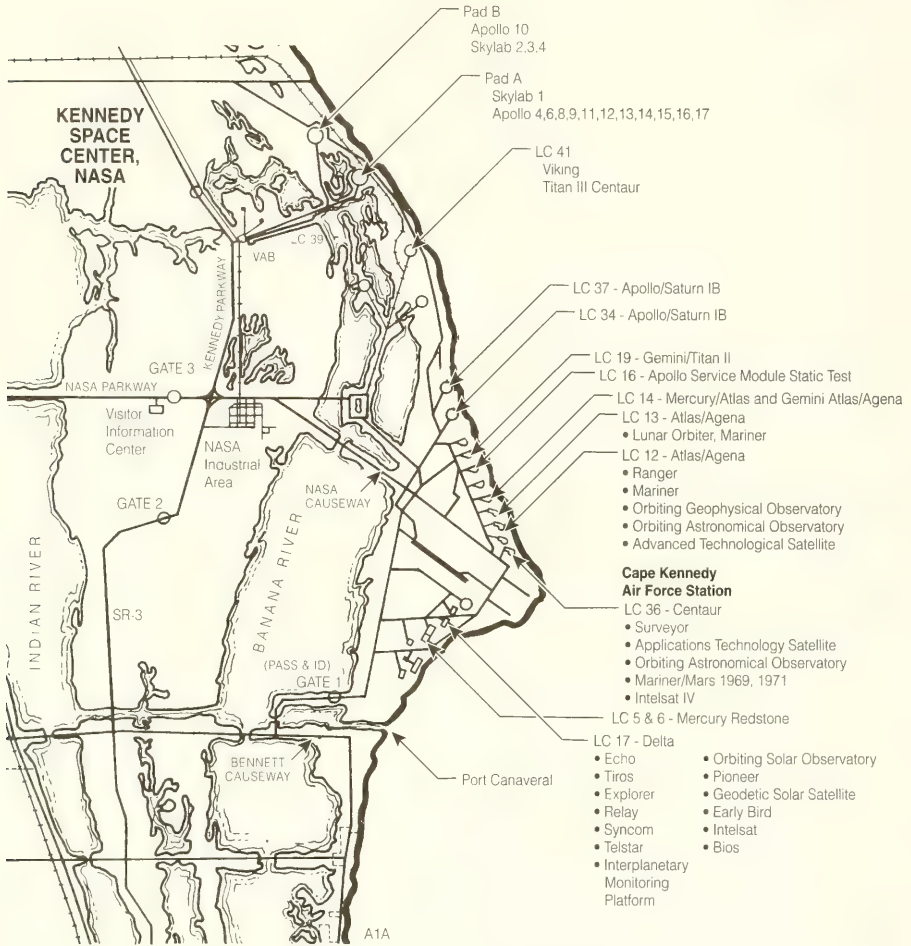 Pad B
Apollo 10
Skylab 2,3,4
Pad A
Skylab 1
Apollo 4,6,8,9,11,12,13,14,15,16,17
KENNEDY
SPACE
CENTER,
NASA
LC 41
Viking
Titan III Centaur
LC 39
VAB
KENNEDY PARKWAY
LC 37 - Apollo/Saturn IB
LC 34 - Apollo/Saturn IB
GATE 3
NASA PARKWAY
LC 19 - Gemini/Titan II
LC 16 - Apollo Service Module Static Test
LC 14 - Mercury/Atlas and Gemini Atlas/Agena
LC 13 - Atlas/Agena
• Lunar Orbiter, Mariner
LC 12 - Atlas/Agena
• Ranger
• Mariner
• Orbiting Geophysical Observatory
• Orbiting Astronomical Observatory
• Advanced Technological Satellite
Visitor
Information
Center
NASA
Industrial
Area
NASA
CAUSEWAY
GATE 2
INDIAN RIVER
SR-3
BANANA RIVER
(PASS & ID)
GATE 1
Cape Kennedy
Air Force Station
LC 36 - Centaur
• Surveyor
• Applications Technology Satellite
• Orbiting Astronomical Observatory
• Mariner/Mars 1969, 1971
• Intelsat IV
LC 5 & 6 - Mercury Redstone
LC 17 - Delta
• Echo
• Tiros
• Explorer
• Relay
• Syncom
• Telstar
• Interplanetary
Monitoring
Platform
• Orbiting Solar Observatory
• Pioneer
• Geodetic Solar Satellite
• Early Bird
• Intelsat
• Bios
BENNETT
CAUSEWAY
Port Canaveral
A1A